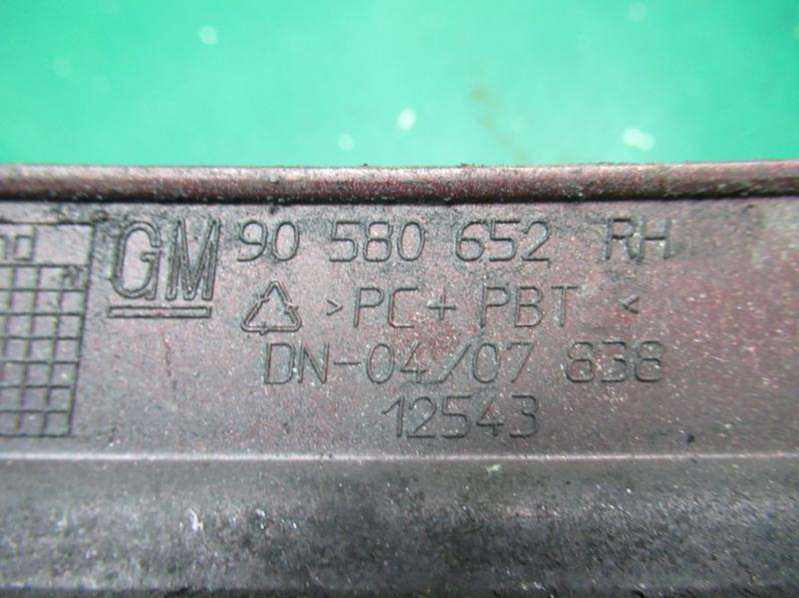 GM 90 580 652 RH
>PC+PBT<
DN-04/07 838
12543